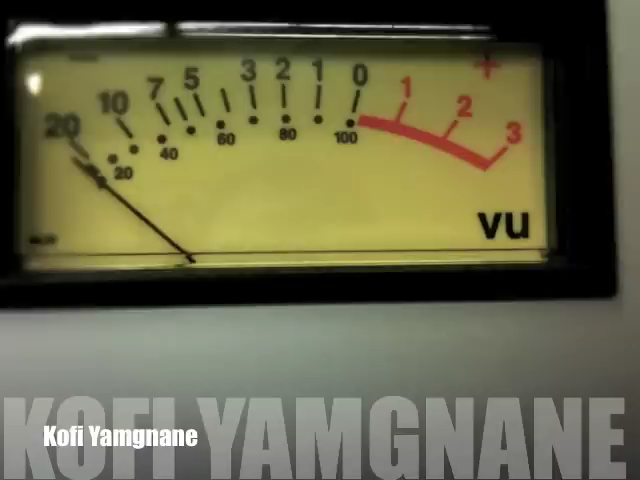 20 10 7 5 3 2 1 0 1 2 3
+
20 40 60 80 100
vu
KOFI YAMGNANE
Kofi Yamgnane